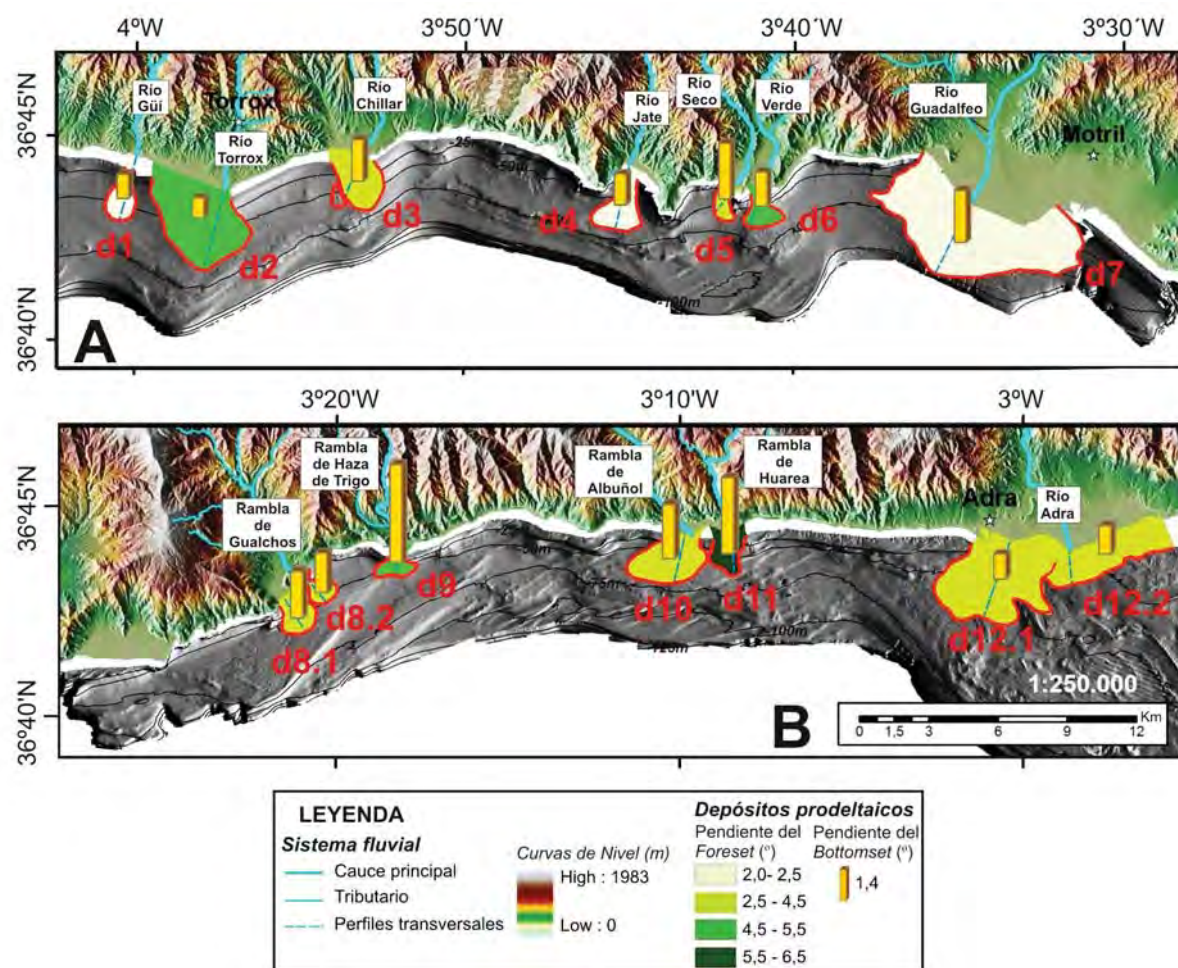 4ºW
3º50'W
3º40'W
3º30'W
36º45'N
36º40'N
Río
Güí
Torrox
Río
Torrox
Río
Chillar
Río
Jate
Río
Seco
Río
Verde
Río
Guadalfeo
Motril
-25
-50m
-100m
d1
d2
d3
d4
d5
d6
d7
A
3º20'W
3º10'W
3ºW
36º45'N
36º40'N
Rambla
de
Gualchos
Rambla
de Haza
de Trigo
Rambla
de
Albuñol
Rambla
de
Huarea
Adra
Río
Adra
-50m
-75m
-100m
-125m
d8.1
d8.2
d9
d10
d11
d12.1
d12.2
B
1:250.000
0 1,5 3 6 9 12 Km
LEYENDA
Sistema fluvial
Cauce principal
Tributario
Perfiles transversales
Curvas de Nivel (m)
High : 1983
Low : 0
Depósitos prodeltaicos
Pendiente del
Foreset (º)
2,0- 2,5
2,5 - 4,5
4,5 - 5,5
5,5 - 6,5
Pendiente del
Bottomset (º)
1,4